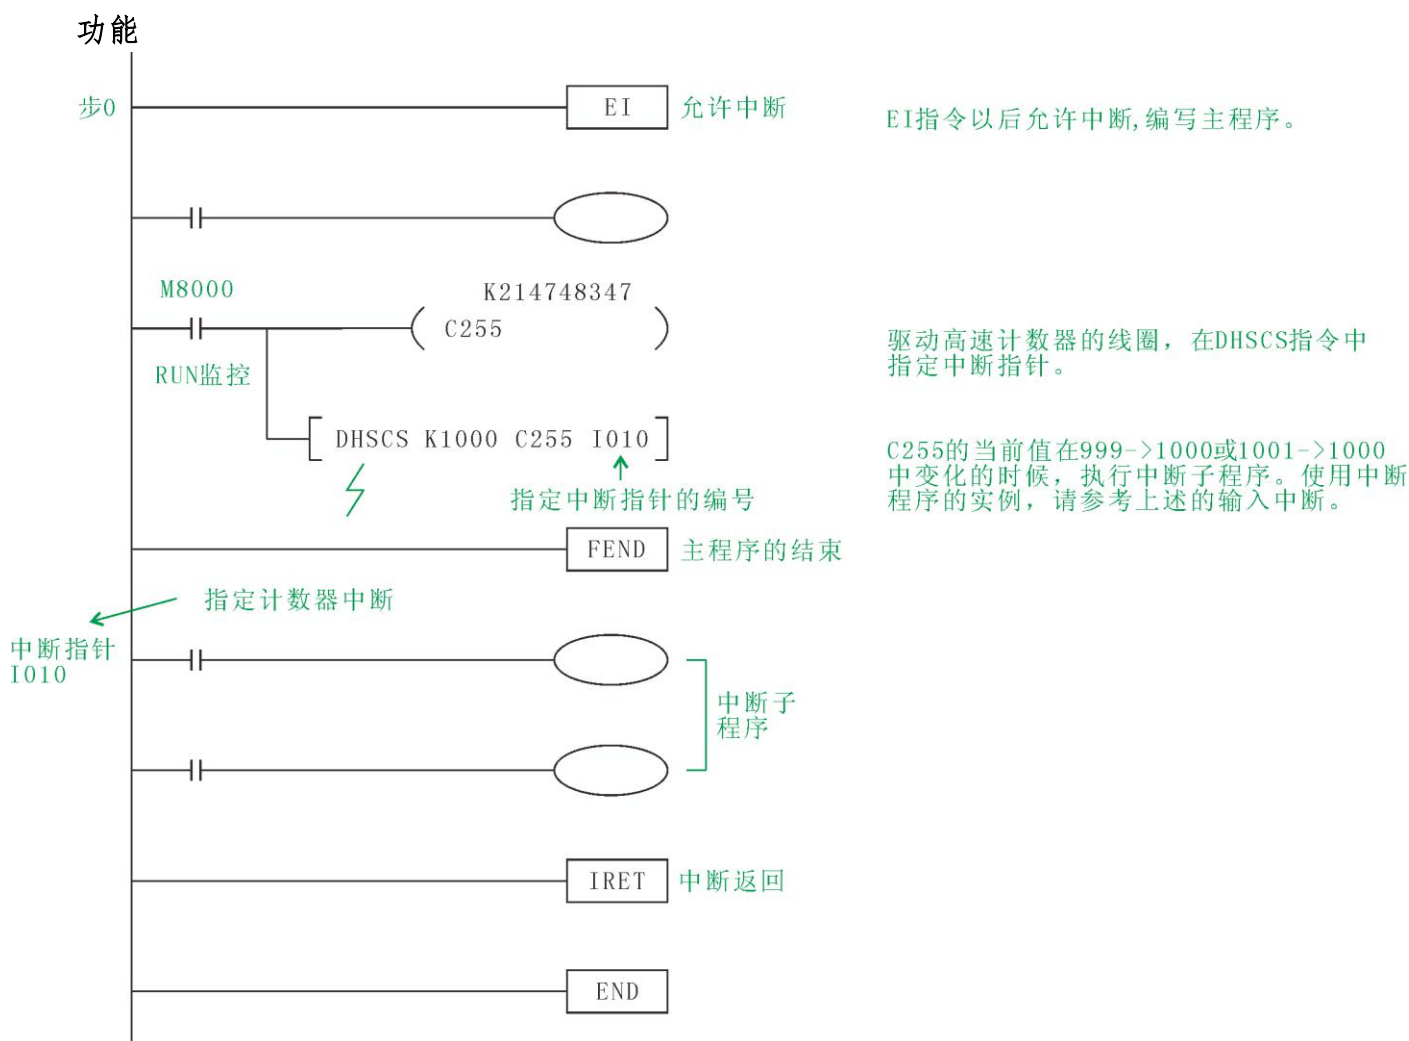 功能
步0
EI
允许中断
EI指令以后允许中断,编写主程序。
M8000
K214748347
C255
RUN监控
驱动高速计数器的线圈，在DHSCS指令中
指定中断指针。
DHSCS K1000 C255 I010
C255的当前值在999->1000或1001->1000
中变化的时候，执行中断子程序。使用中断
程序的实例，请参考上述的输入中断。
指定中断指针的编号
FEND
主程序的结束
指定计数器中断
中断指针
I010
中断子
程序
IRET
中断返回
END